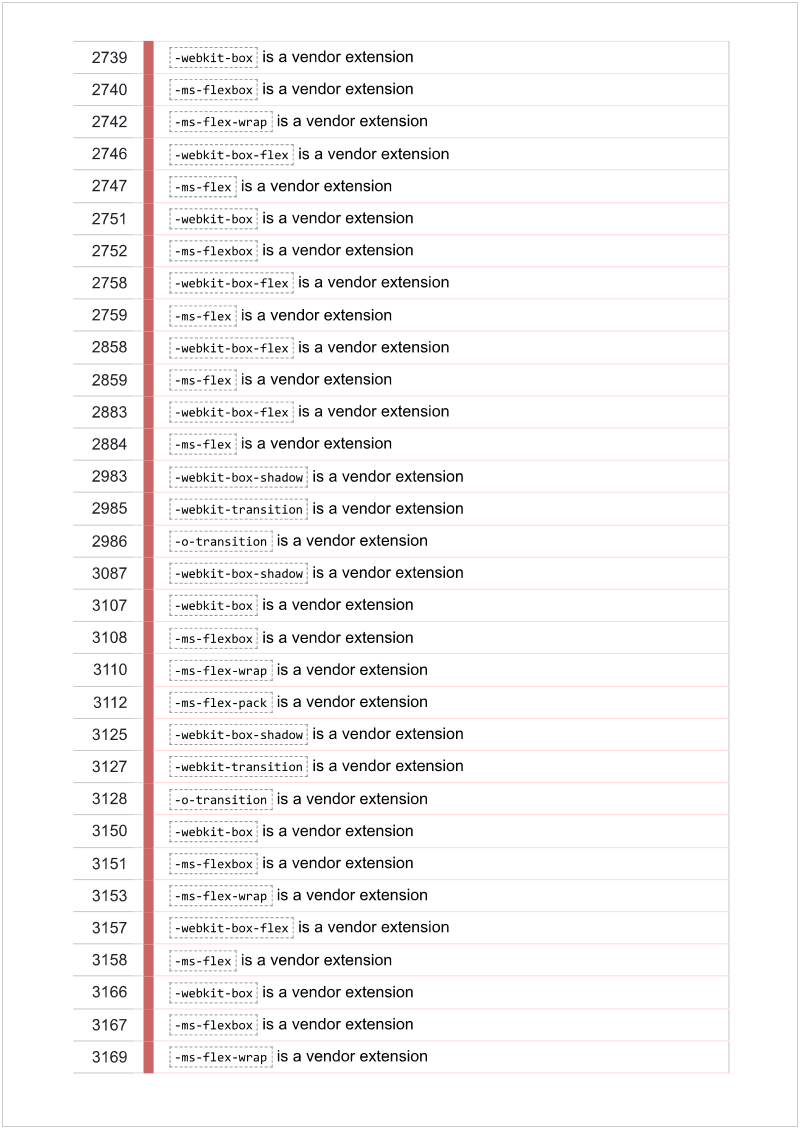 2739 -webkit-box is a vendor extension
2740 -ms-flexbox is a vendor extension
2742 -ms-flex-wrap is a vendor extension
2746 -webkit-box-flex is a vendor extension
2747 -ms-flex is a vendor extension
2751 -webkit-box is a vendor extension
2752 -ms-flexbox is a vendor extension
2758 -webkit-box-flex is a vendor extension
2759 -ms-flex is a vendor extension
2858 -webkit-box-flex is a vendor extension
2859 -ms-flex is a vendor extension
2883 -webkit-box-flex is a vendor extension
2884 -ms-flex is a vendor extension
2983 -webkit-box-shadow is a vendor extension
2985 -webkit-transition is a vendor extension
2986 -o-transition is a vendor extension
3087 -webkit-box-shadow is a vendor extension
3107 -webkit-box is a vendor extension
3108 -ms-flexbox is a vendor extension
3110 -ms-flex-wrap is a vendor extension
3112 -ms-flex-pack is a vendor extension
3125 -webkit-box-shadow is a vendor extension
3127 -webkit-transition is a vendor extension
3128 -o-transition is a vendor extension
3150 -webkit-box is a vendor extension
3151 -ms-flexbox is a vendor extension
3153 -ms-flex-wrap is a vendor extension
3157 -webkit-box-flex is a vendor extension
3158 -ms-flex is a vendor extension
3166 -webkit-box is a vendor extension
3167 -ms-flexbox is a vendor extension
3169 -ms-flex-wrap is a vendor extension